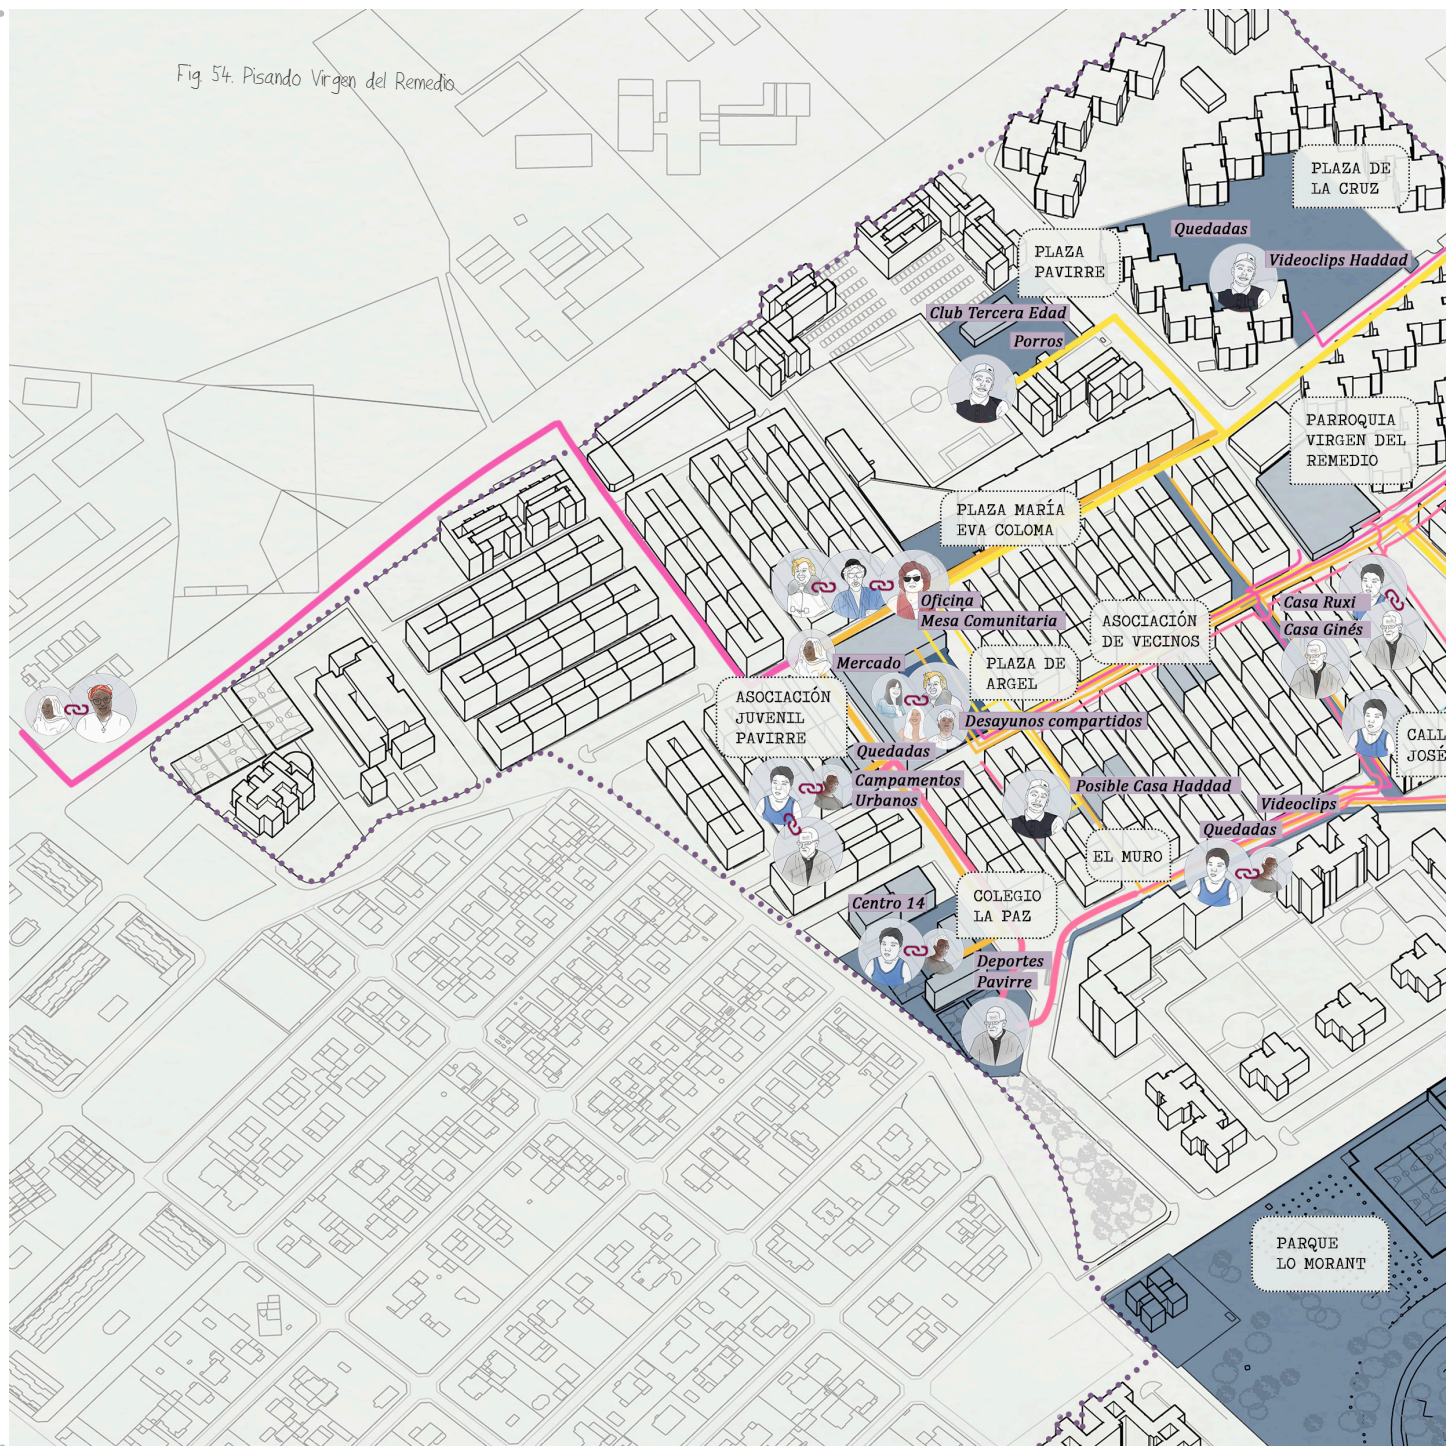 Fig. 54. Pisando Virgen del Remedio
PLAZA DE
LA CRUZ
Quedadas
Videoclips Haddad
PLAZA
PAVIRRE
Club Tercera Edad
Porros
PARROQUIA
VIRGEN DEL
REMEDIO
PLAZA MARÍA
EVA COLOMA
Oficina
Mesa Comunitaria
ASOCIACIÓN
DE VECINOS
Casa Ruxi
Casa Ginés
Mercado
PLAZA DE
ARGEL
ASOCIACIÓN
JUVENIL
PAVIRRE
Desayunos compartidos
CALL
JOSÉ
Quedadas
Campamentos
Urbanos
Posible Casa Haddad
Videoclips
Quedadas
EL MURO
Centro 14
COLEGIO
LA PAZ
Deportes
Pavirre
PARQUE
LO MORANT